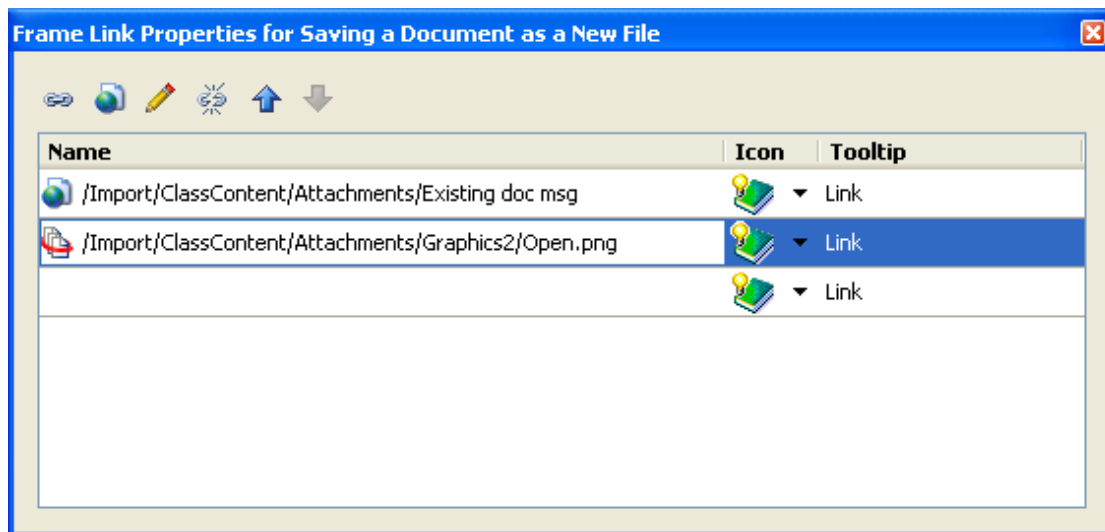 Frame Link Properties for Saving a Document as a New File
Name Icon Tooltip
/Import/ClassContent/Attachments/Existing doc msg Link
/Import/ClassContent/Attachments/Graphics2/Open.png Link
Link